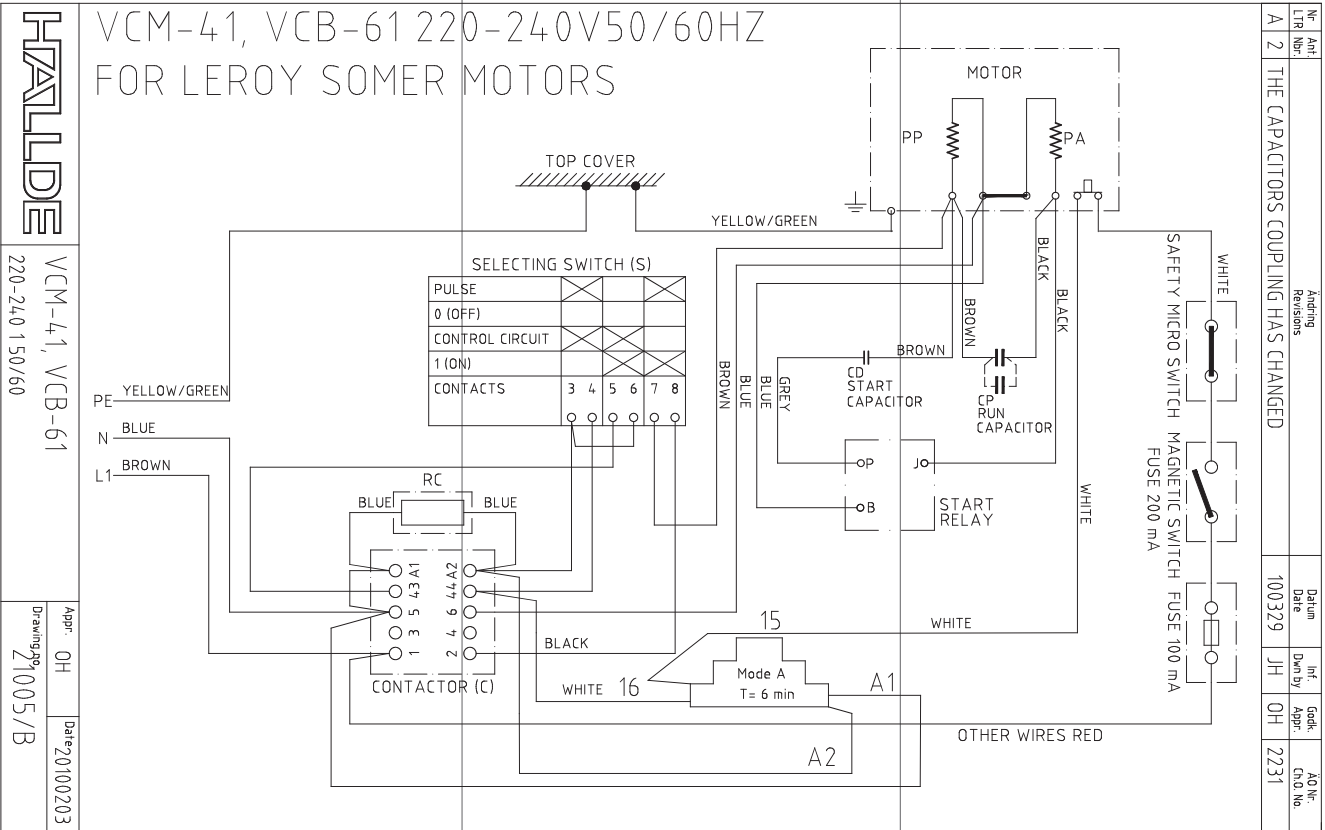 VCM-41, VCB-61 220-240V50/60HZ
FOR LEROY SOMER MOTORS
HALLDE
VCM-41, VCB-61
220-240 1 50/60
Appr. OH
Date 20100203
Drawing no.
21005/B
MOTOR
PP
PA
TOP COVER
YELLOW/GREEN
SELECTING SWITCH (S)
PULSE
0 (OFF)
CONTROL CIRCUIT
1 (ON)
CONTACTS 3 4 5 6 7 8
PE YELLOW/GREEN
N BLUE
L1 BROWN
RC
BLUE BLUE
A1 A2
43 44
5 6
3 4
1 2
CONTACTOR (C)
BLACK
BROWN
BLUE
BLUE
GREY
BROWN
BROWN
BLACK
BLACK
CD
START
CAPACITOR
CP
RUN
CAPACITOR
P J
B
START
RELAY
WHITE
WHITE
15
WHITE
WHITE 16
Mode A
T= 6 min
A1
A2
OTHER WIRES RED
SAFETY MICRO SWITCH
MAGNETIC SWITCH
FUSE 200 mA
FUSE 100 mA
Nr Ant. Ändring Datum Inf. Godk. ÄO Nr.
LTR Nbr. Revisions Date Dwn by Appr. Ch.O. No.
A 2 THE CAPACITORS COUPLING HAS CHANGED 100329 JH OH 2231